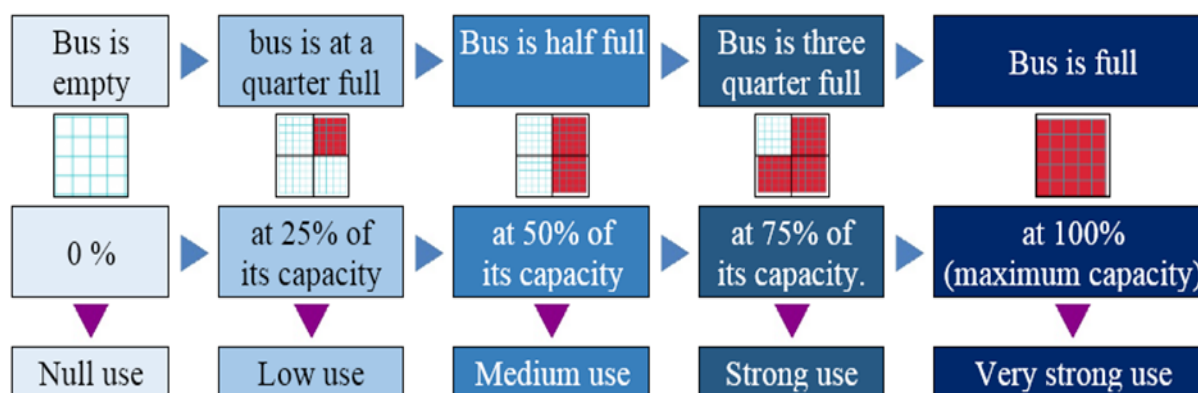 Bus is
empty
bus is at a
quarter full
Bus is half full
Bus is three
quarter full
Bus is full
0 %
at 25% of
its capacity
at 50% of
its capacity
at 75% of
its capacity.
at 100%
(maximum capacity)
Null use
Low use
Medium use
Strong use
Very strong use